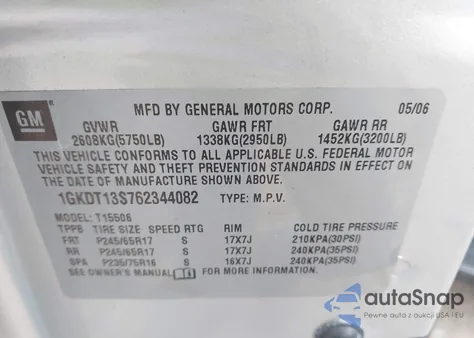 GM
MFD BY GENERAL MOTORS CORP. 05/06
GVWR GAWR FRT GAWR RR
2608KG(5750LB) 1338KG(2950LB) 1452KG(3200LB)
THIS VEHICLE CONFORMS TO ALL APPLICABLE U.S. FEDERAL MOTOR
VEHICLE SAFETY AND THEFT PREVENTION STANDARDS IN EFFECT ON
THE DATE OF MANUFACTURE SHOWN ABOVE.
1GKDT13S762344082 TYPE: M.P.V.
MODEL: T15506
TPPB TIRE SIZE SPEED RTG RIM COLD TIRE PRESSURE
FRT P245/65R17 S 17X7J 210KPA(30PSI)
RR P245/65R17 S 17X7J 240KPA(35PSI)
SPA P235/75R16 S 16X7J 240KPA(35PSI)
SEE OWNER'S MANUAL FOR MORE INFORMATION
autoSnap
Pewne auta z aukcji USA i EU